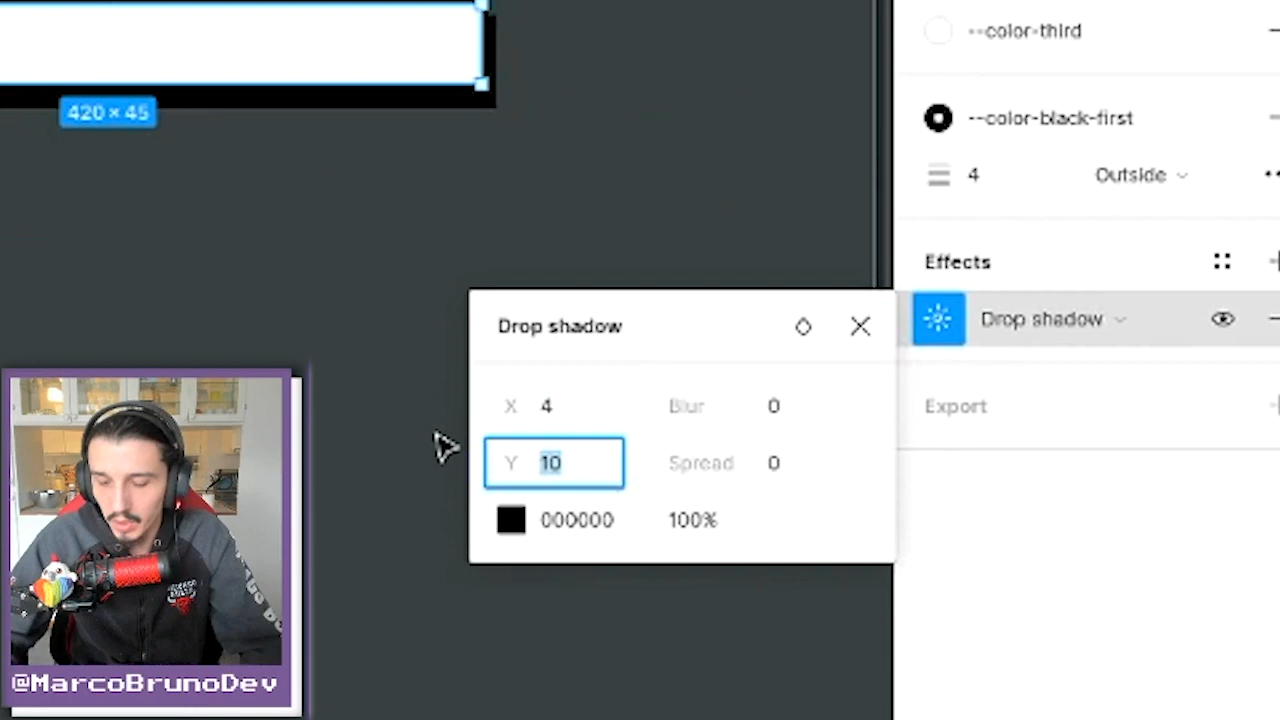 --color-third
--color-black-first
420 × 45
4 Outside
Effects
Drop shadow
Drop shadow
X 4 Blur 0
Y 10 Spread 0
Export
000000 100%
@MarcoBrunoDev